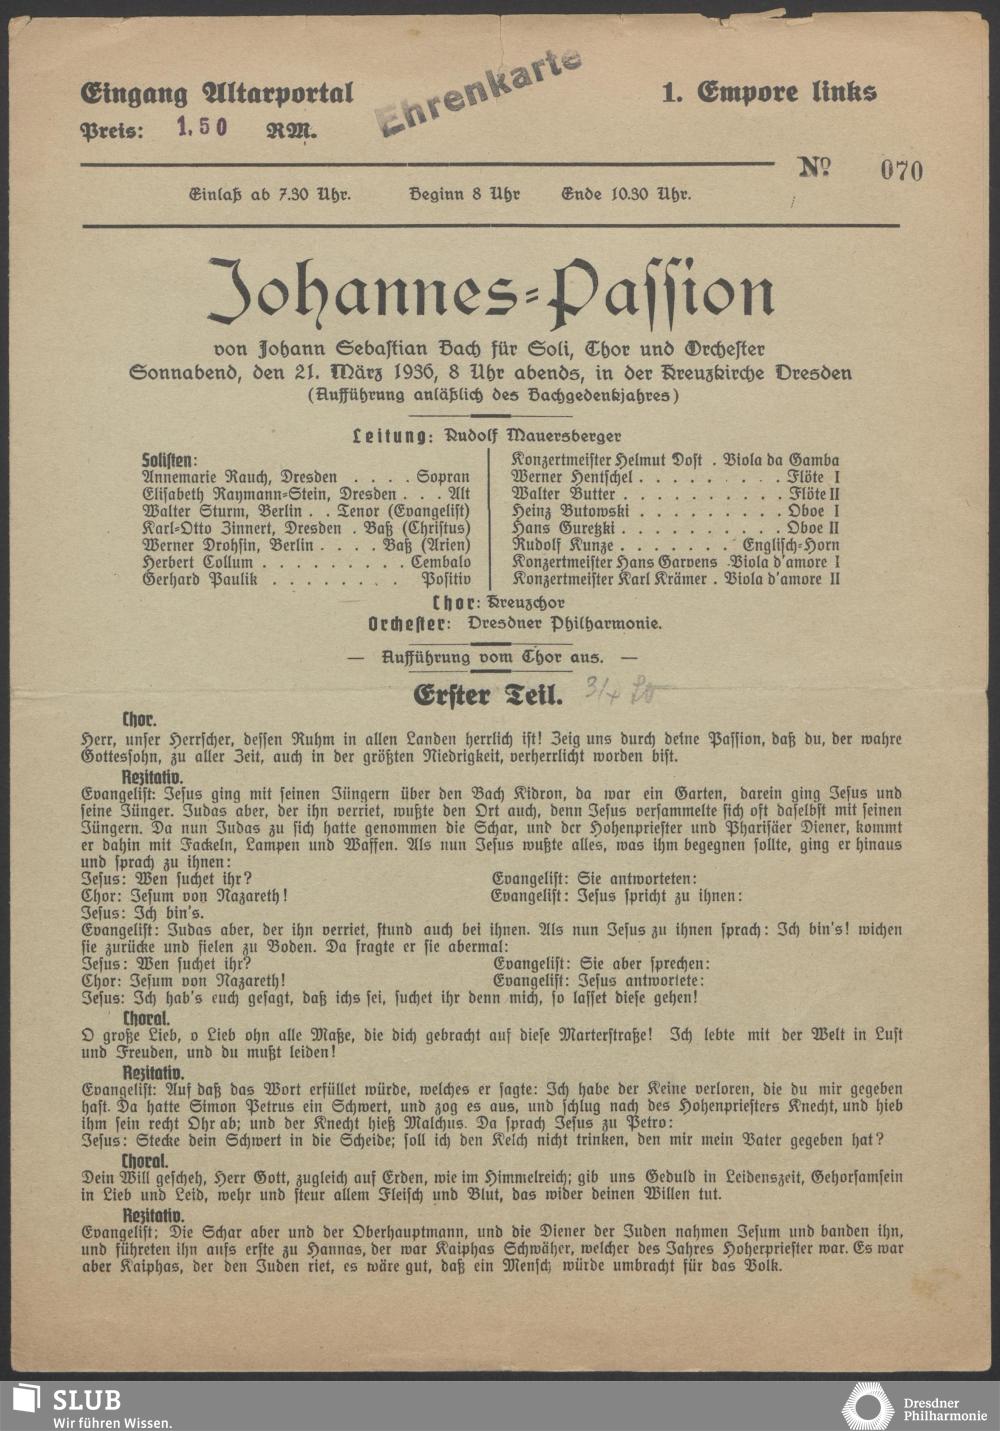 Eingang Altarportal
Ehrenkarte
1. Empore links
Preis: 1.50 RM.
No. 070
Einlaß ab 7.30 Uhr. Beginn 8 Uhr Ende 10.30 Uhr.
Johannes=Passion
von Johann Sebastian Bach für Soli, Chor und Orchester
Sonnabend, den 21. März 1936, 8 Uhr abends, in der Kreuzkirche Dresden
(Aufführung anläßlich des Bachgedenkjahres)
Leitung: Rudolf Mauersberger
Solisten:
Annemarie Rauch, Dresden . . . . Sopran
Elisabeth Raymann=Stein, Dresden . . . Alt
Walter Sturm, Berlin . . Tenor (Evangelist)
Karl=Otto Zinnert, Dresden . Baß (Christus)
Werner Drohsin, Berlin . . . . Baß (Arien)
Herbert Collum . . . . . . . . . Cembalo
Gerhard Paulik . . . . . . . . Positiv
Konzertmeister Helmut Dost . Viola da Gamba
Werner Hentschel . . . . . . . . . Flöte I
Walter Butter . . . . . . . . . . Flöte II
Heinz Butowski . . . . . . . . . . Oboe I
Hans Guretzki . . . . . . . . . . Oboe II
Rudolf Kunze . . . . . . . Englisch=Horn
Konzertmeister Hans Garvens Viola d'amore I
Konzertmeister Karl Krämer . Viola d'amore II
Chor: Kreuzchor
Orchester: Dresdner Philharmonie.
— Aufführung vom Chor aus. —
Erster Teil. 3/4
Chor.
Herr, unser Herrscher, dessen Ruhm in allen Landen herrlich ist! Zeig uns durch deine Passion, daß du, der wahre
Gottessohn, zu aller Zeit, auch in der größten Niedrigkeit, verherrlicht worden bist.
Rezitativ.
Evangelist: Jesus ging mit seinen Jüngern über den Bach Kidron, da war ein Garten, darein ging Jesus und
seine Jünger. Judas aber, der ihn verriet, wußte den Ort auch, denn Jesus versammelte sich oft daselbst mit seinen
Jüngern. Da nun Judas zu sich hatte genommen die Schar, und der Hohenpriester und Pharisäer Diener, kommt
er dahin mit Fackeln, Lampen und Waffen. Als nun Jesus wußte alles, was ihm begegnen sollte, ging er hinaus
und sprach zu ihnen:
Jesus: Wen suchet ihr? Evangelist: Sie antworteten:
Chor: Jesum von Nazareth! Evangelist: Jesus spricht zu ihnen:
Jesus: Ich bin's.
Evangelist: Judas aber, der ihn verriet, stund auch bei ihnen. Als nun Jesus zu ihnen sprach: Ich bin's! wichen
sie zurücke und fielen zu Boden. Da fragte er sie abermal:
Jesus: Wen suchet ihr? Evangelist: Sie aber sprechen:
Chor: Jesum von Nazareth! Evangelist: Jesus antwortete:
Jesus: Ich hab's euch gesagt, daß ichs sei, suchet ihr denn mich, so lasset diese gehen!
Choral.
O große Lieb, o Lieb ohn alle Maße, die dich gebracht auf diese Marterstraße! Ich lebte mit der Welt in Lust
und Freuden, und du mußt leiden!
Rezitativ.
Evangelist: Auf daß das Wort erfüllet würde, welches er sagte: Ich habe der Keine verloren, die du mir gegeben
hast. Da hatte Simon Petrus ein Schwert, und zog es aus, und schlug nach des Hohenpriesters Knecht, und hieb
ihm sein recht Ohr ab; und der Knecht hieß Malchus. Da sprach Jesus zu Petro:
Jesus: Stecke dein Schwert in die Scheide; soll ich den Kelch nicht trinken, den mir mein Vater gegeben hat?
Choral.
Dein Will gescheh, Herr Gott, zugleich auf Erden, wie im Himmelreich; gib uns Geduld in Leidenszeit, Gehorsamsein
in Lieb und Leid, wehr und steur allem Fleisch und Blut, das wider deinen Willen tut.
Rezitativ.
Evangelist: Die Schar aber und der Oberhauptmann, und die Diener der Juden nahmen Jesum und banden ihn,
und führeten ihn aufs erste zu Hannas, der war Kaiphas Schwäher, welcher des Jahres Hoherpriester war. Es war
aber Kaiphas, der den Juden riet, es wäre gut, daß ein Mensch würde umbracht für das Volk.
SLUB
Wir führen Wissen.
Dresdner
Philharmonie